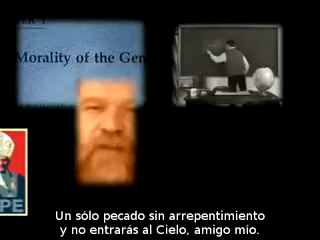 Morality of the Gen
PE
Un sólo pecado sin arrepentimiento
y no entrarás al Cielo, amigo mío.